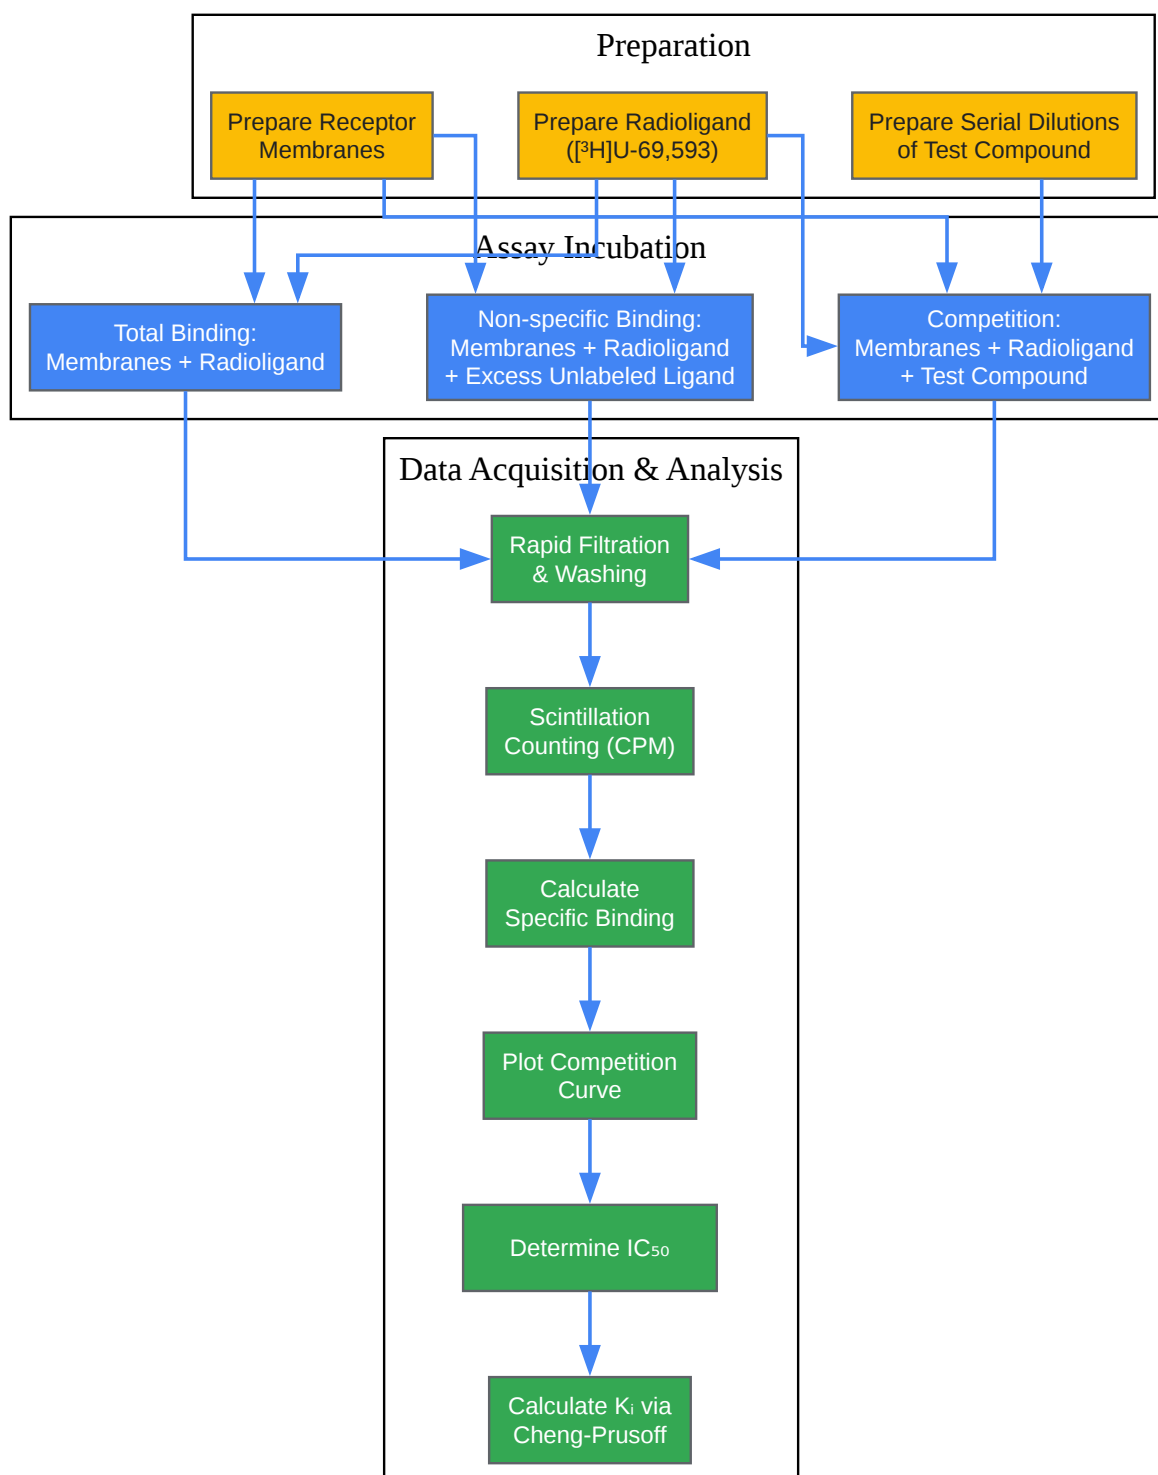 Preparation
Prepare Receptor
Membranes
Prepare Radioligand
([³H]U-69,593)
Prepare Serial Dilutions
of Test Compound
Assay Incubation
Total Binding:
Membranes + Radioligand
Non-specific Binding:
Membranes + Radioligand
+ Excess Unlabeled Ligand
Competition:
Membranes + Radioligand
+ Test Compound
Data Acquisition & Analysis
Rapid Filtration
& Washing
Scintillation
Counting (CPM)
Calculate
Specific Binding
Plot Competition
Curve
Determine IC₅₀
Calculate Kᵢ via
Cheng-Prusoff